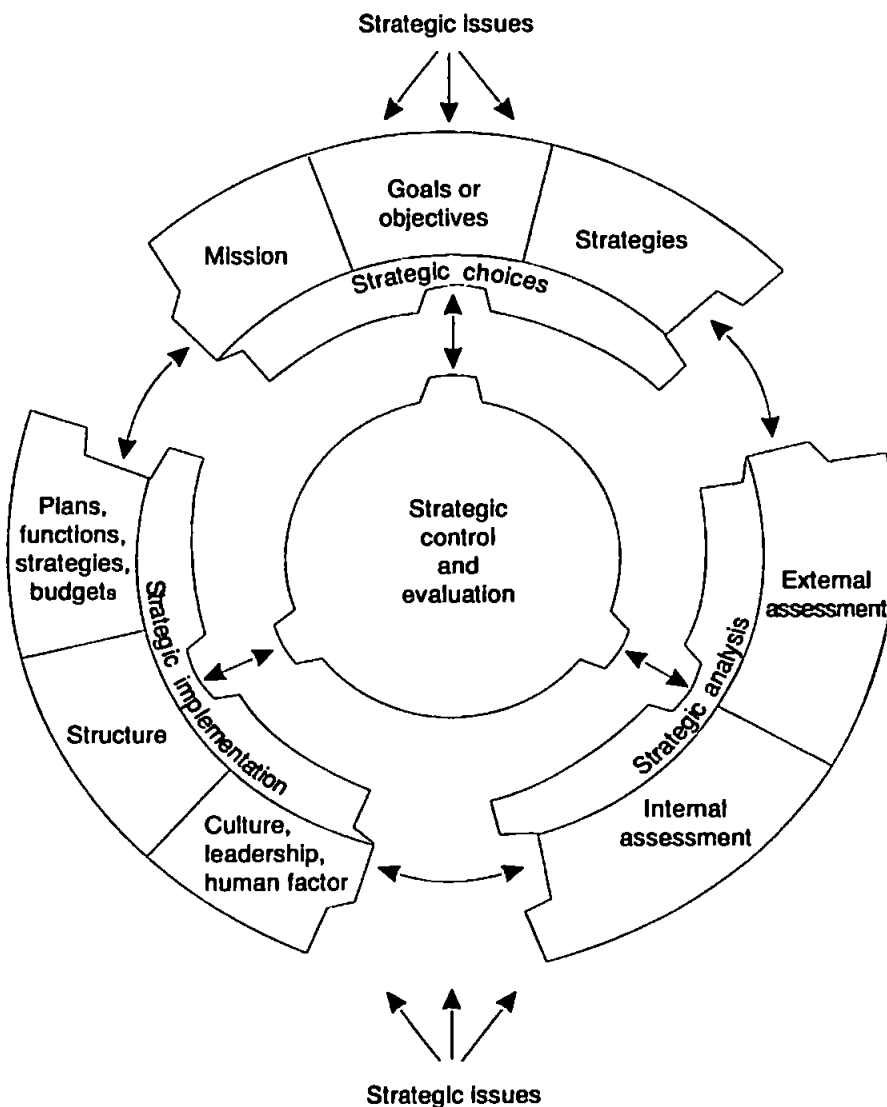 Strategic issues
Goals or
objectives
Mission
Strategies
Strategic choices
Plans,
functions,
strategies,
budgets
Strategic
control
and
evaluation
External
assessment
Strategic implementation
Strategic analysis
Structure
Internal
assessment
Culture,
leadership,
human factor
Strategic issues